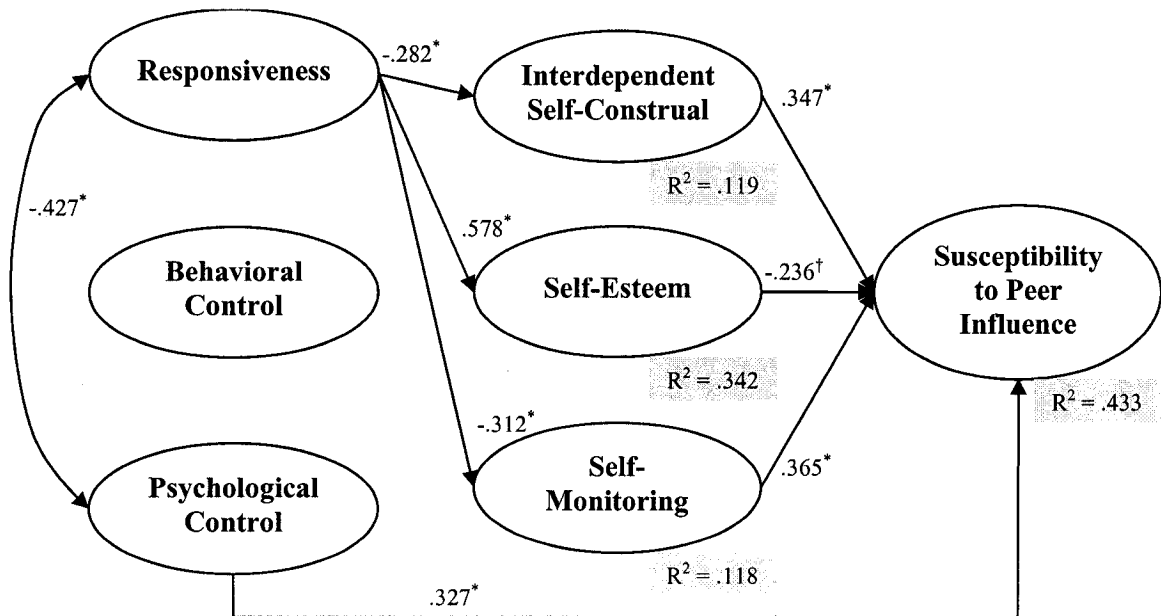 Responsiveness
-.282*
Interdependent
Self-Construal
.347*
R² = .119
-.427*
.578*
Behavioral
Control
Self-Esteem
-.236†
Susceptibility
to Peer
Influence
R² = .342
R² = .433
-.312*
Psychological
Control
Self-
Monitoring
.365*
R² = .118
.327*